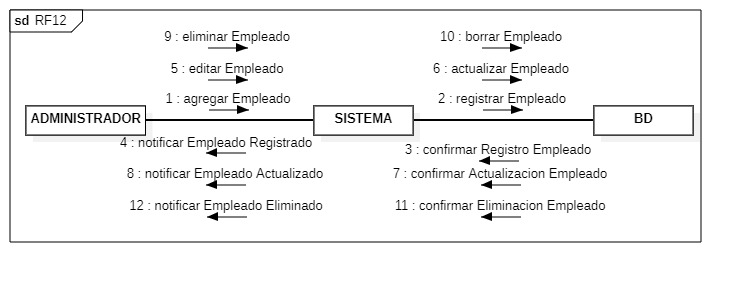 sd RF12
9 : eliminar Empleado
10 : borrar Empleado
5 : editar Empleado
6 : actualizar Empleado
1 : agregar Empleado
2 : registrar Empleado
ADMINISTRADOR
SISTEMA
BD
4 : notificar Empleado Registrado
3 : confirmar Registro Empleado
8 : notificar Empleado Actualizado
7 : confirmar Actualizacion Empleado
12 : notificar Empleado Eliminado
11 : confirmar Eliminacion Empleado